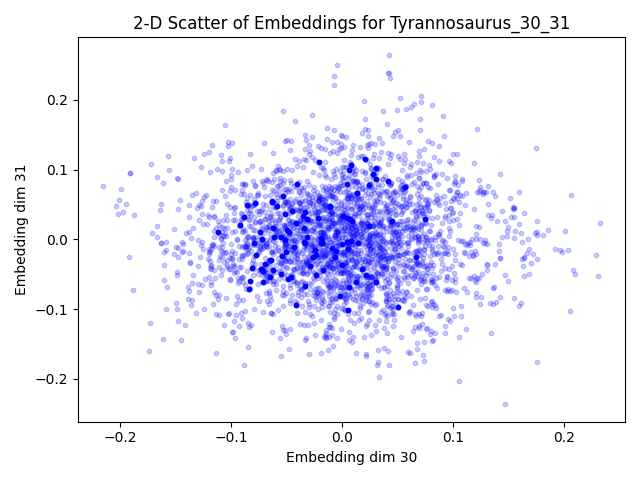 2-D Scatter of Embeddings for Tyrannosaurus_30_31
Embedding dim 31
0.2
0.1
0.0
−0.1
−0.2
−0.2 −0.1 0.0 0.1 0.2
Embedding dim 30